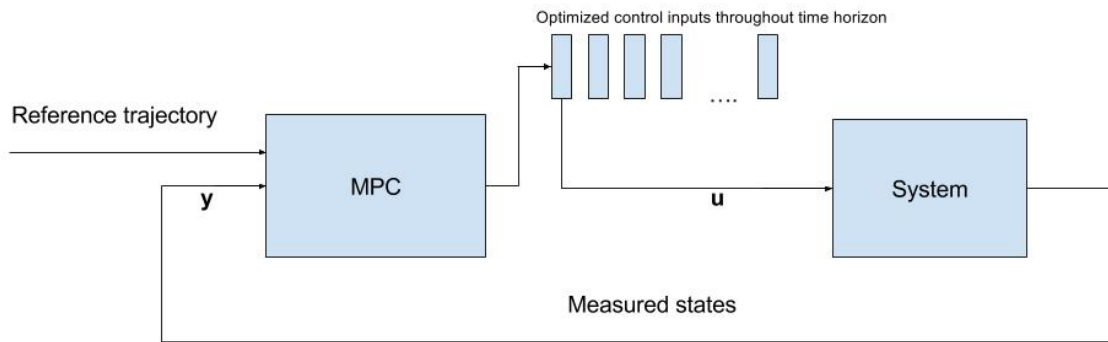 Optimized control inputs throughout time horizon
....
Reference trajectory
MPC
System
y
u
Measured states